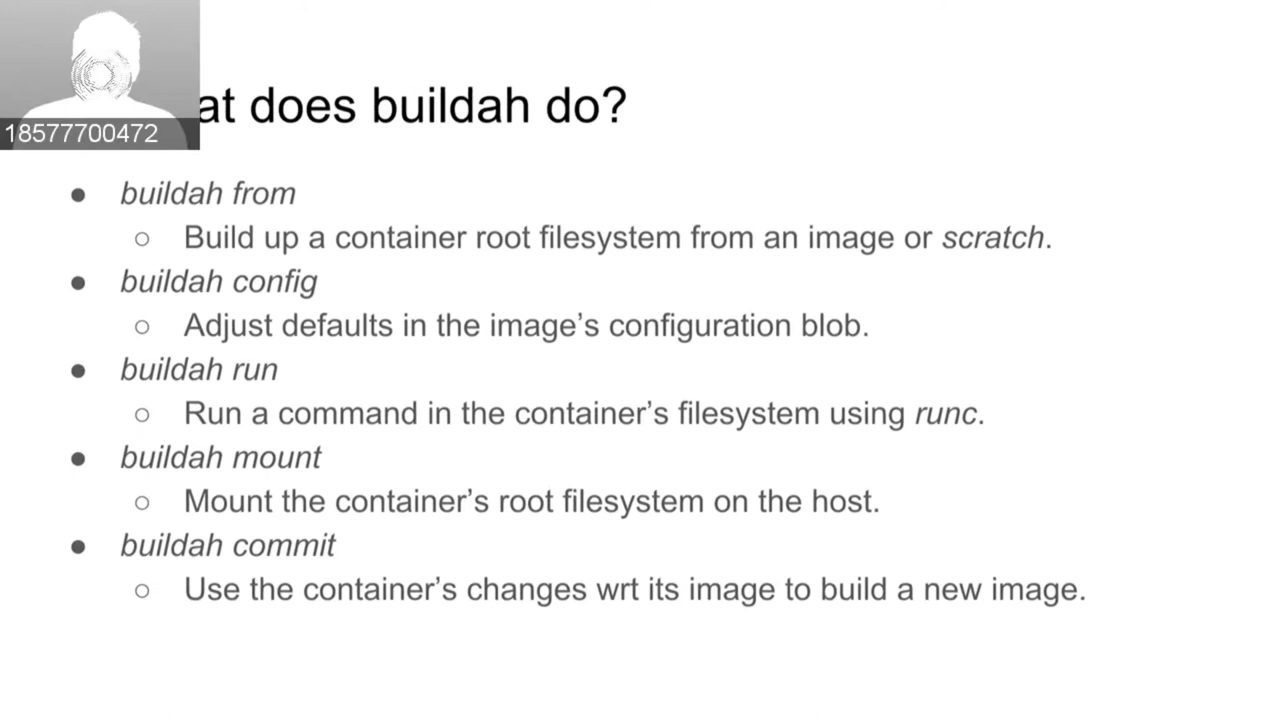 18577700472
at does buildah do?
● buildah from
○ Build up a container root filesystem from an image or scratch.
● buildah config
○ Adjust defaults in the image’s configuration blob.
● buildah run
○ Run a command in the container’s filesystem using runc.
● buildah mount
○ Mount the container’s root filesystem on the host.
● buildah commit
○ Use the container’s changes wrt its image to build a new image.